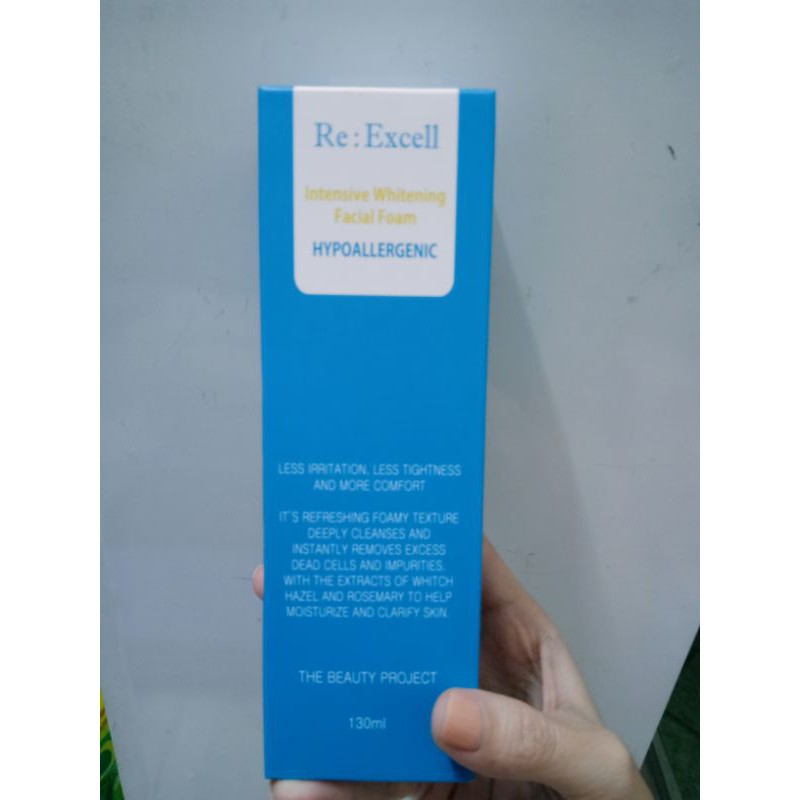 Re:Excell
Intensive Whitening
Facial Foam
HYPOALLERGENIC
LESS IRRITATION, LESS TIGHTNESS
AND MORE COMFORT
IT'S REFRESHING FOAMY TEXTURE
DEEPLY CLEANSES AND
INSTANTLY REMOVES EXCESS
DEAD CELLS AND IMPURITIES.
WITH THE EXTRACTS OF WHITCH
HAZEL AND ROSEMARY TO HELP
MOISTURIZE AND CLARIFY SKIN.
THE BEAUTY PROJECT
130ml